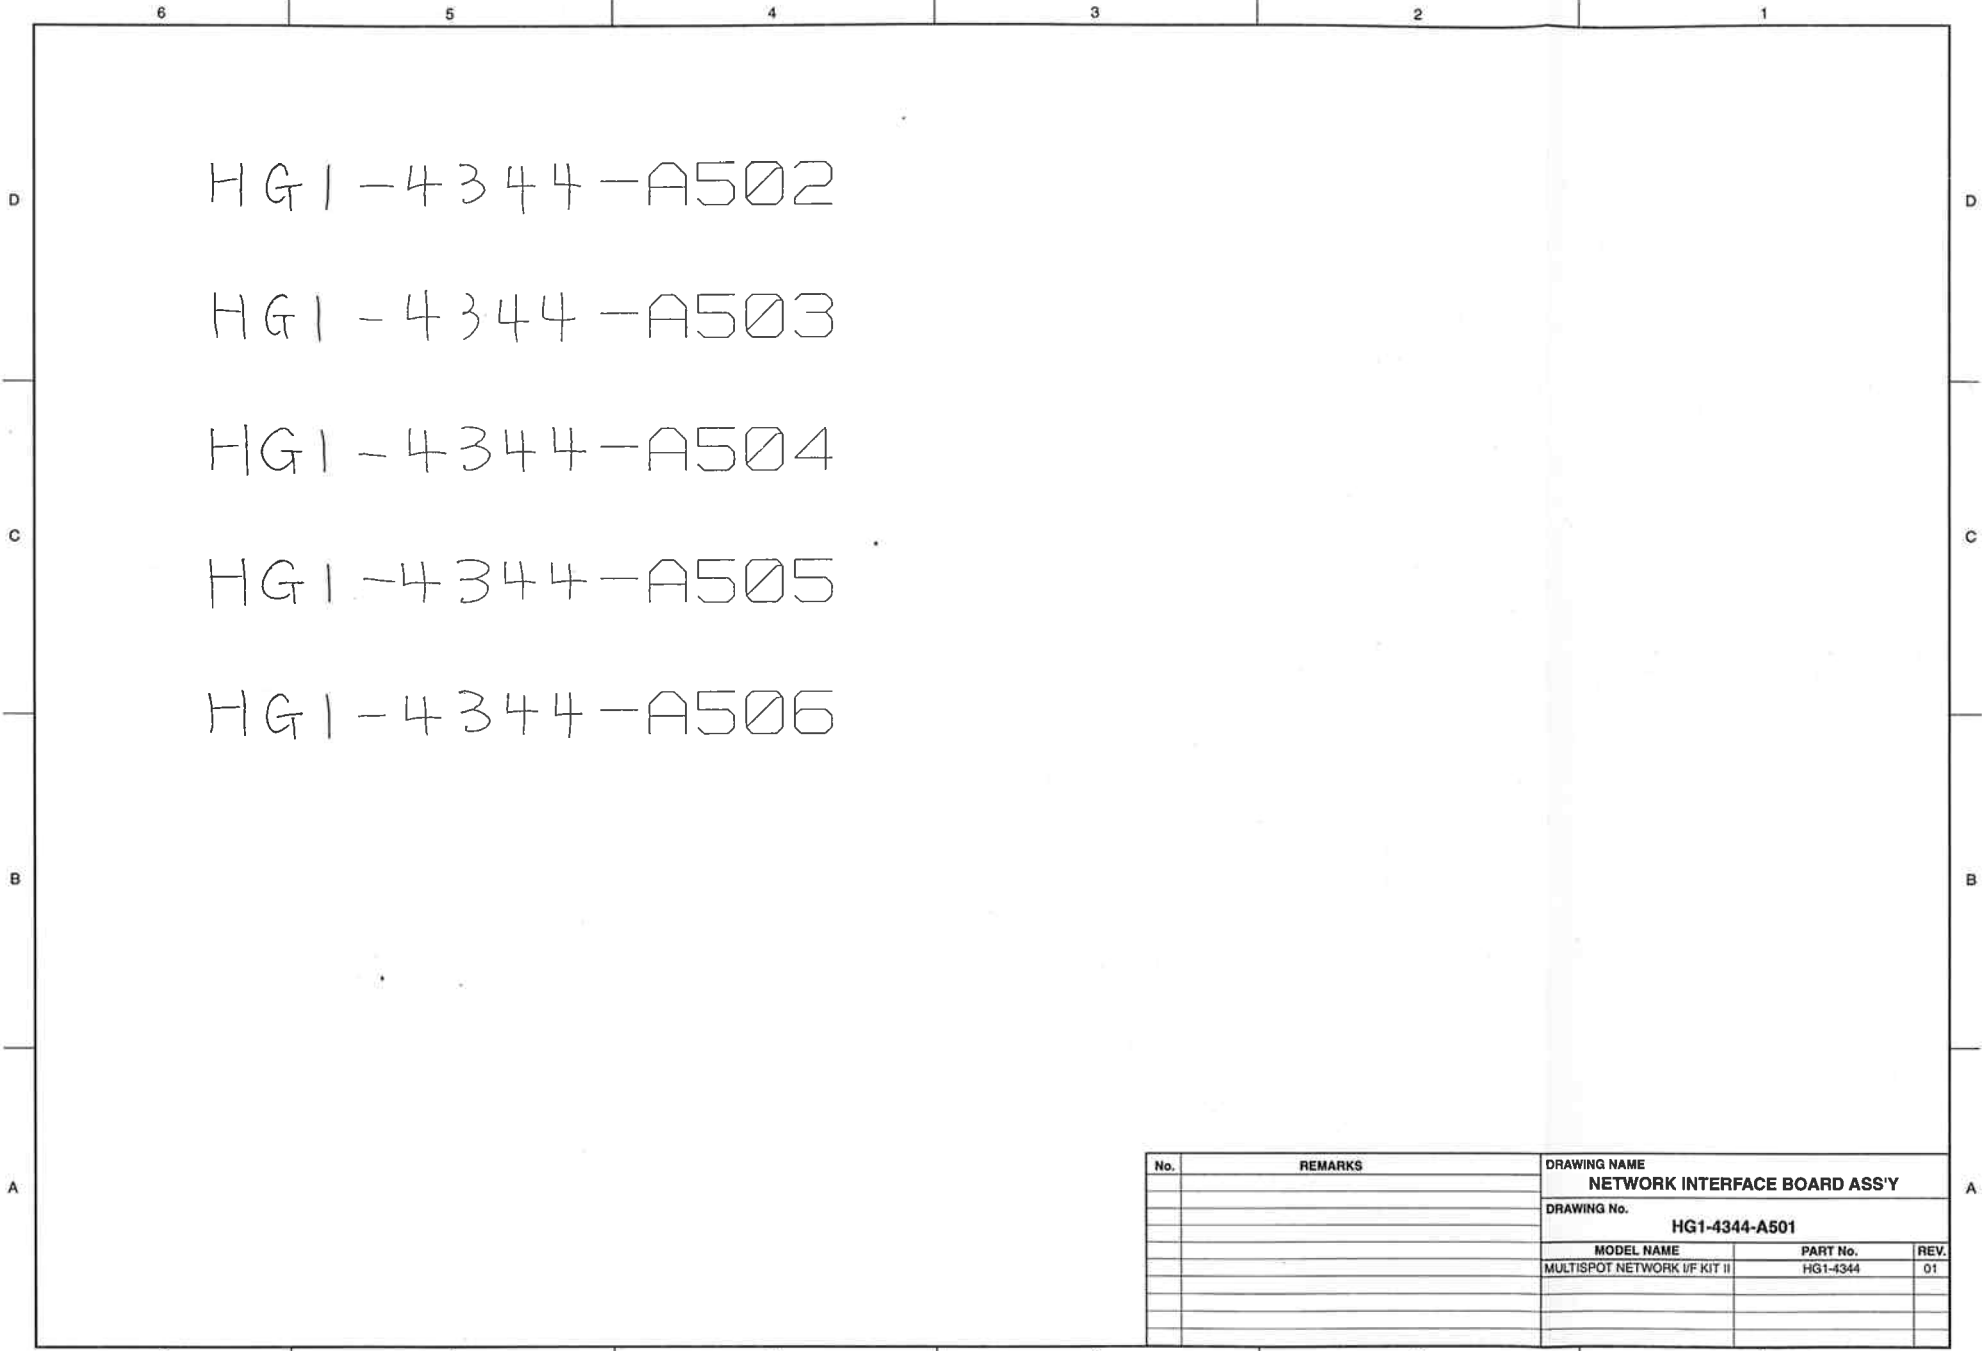 6 5 4 3 2 1
HG1-4344-A502
D D
HG1-4344-A503
HG1-4344-A504
C C
HG1-4344-A505
HG1-4344-A506
B B
No. REMARKS DRAWING NAME
NETWORK INTERFACE BOARD ASS'Y
A A
DRAWING No.
HG1-4344-A501
MODEL NAME PART No. REV.
MULTISPOT NETWORK I/F KIT II HG1-4344 01